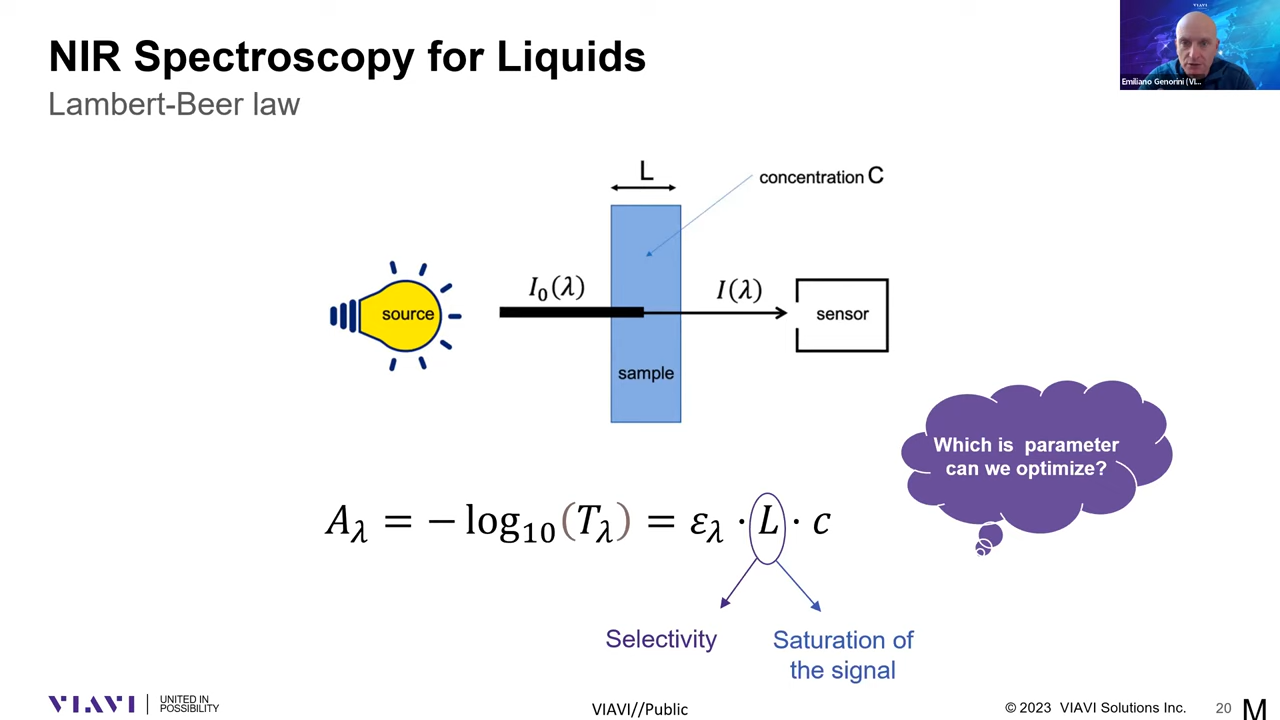 NIR Spectroscopy for Liquids
Lambert-Beer law
VIAVI
Emiliano Genorini (VI...
L
concentration C
I₀(λ)
I(λ)
source
sensor
sample
Which is parameter
can we optimize?
A_λ = − log₁₀(T_λ) = ε_λ · L · c
Selectivity
Saturation of
the signal
VIAVI
UNITED IN
POSSIBILITY
VIAVI//Public
© 2023 VIAVI Solutions Inc.
20
M